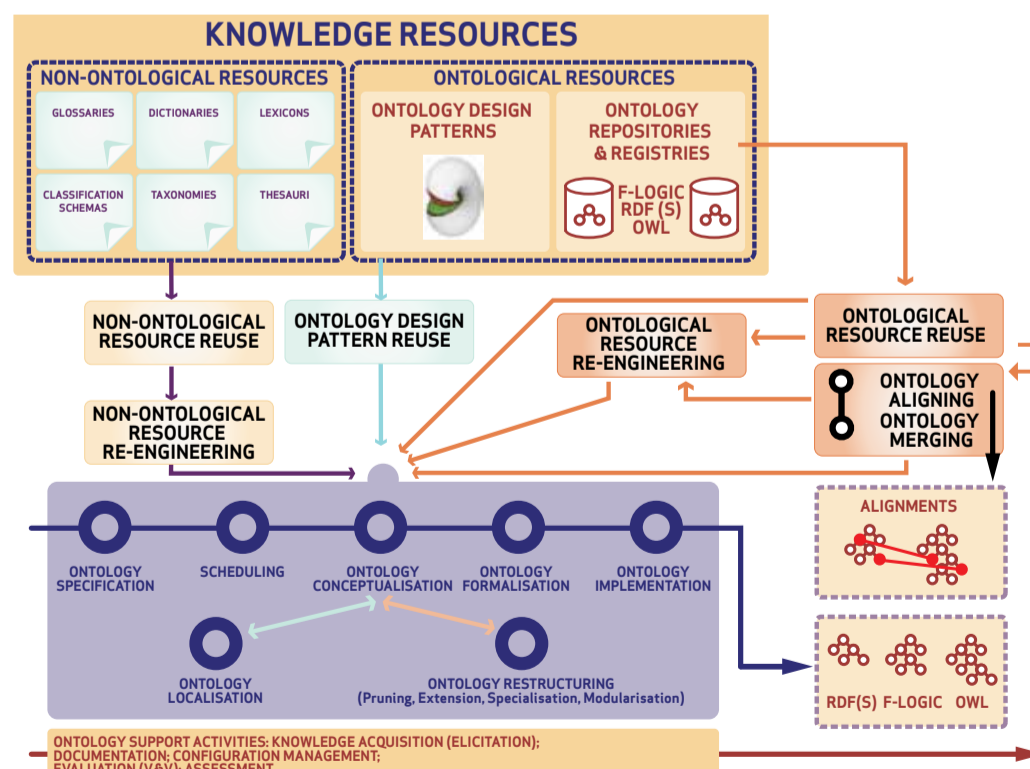 KNOWLEDGE RESOURCES
NON-ONTOLOGICAL RESOURCES
GLOSSARIES
DICTIONARIES
LEXICONS
CLASSIFICATION
SCHEMAS
TAXONOMIES
THESAURI
ONTOLOGICAL RESOURCES
ONTOLOGY DESIGN
PATTERNS
ONTOLOGY
REPOSITORIES
& REGISTRIES
F-LOGIC
RDF (S)
OWL
NON-ONTOLOGICAL
RESOURCE REUSE
ONTOLOGY DESIGN
PATTERN REUSE
ONTOLOGICAL
RESOURCE
RE-ENGINEERING
ONTOLOGICAL
RESOURCE REUSE
ONTOLOGY
ALIGNING
ONTOLOGY
MERGING
NON-ONTOLOGICAL
RESOURCE
RE-ENGINEERING
ONTOLOGY
SPECIFICATION
SCHEDULING
ONTOLOGY
CONCEPTUALISATION
ONTOLOGY
FORMALISATION
ONTOLOGY
IMPLEMENTATION
ALIGNMENTS
ONTOLOGY
LOCALISATION
ONTOLOGY RESTRUCTURING
(Pruning, Extension, Specialisation, Modularisation)
RDF(S) F-LOGIC OWL
ONTOLOGY SUPPORT ACTIVITIES: KNOWLEDGE ACQUISITION (ELICITATION);
DOCUMENTATION; CONFIGURATION MANAGEMENT;
EVALUATION (V&V); ASSESSMENT